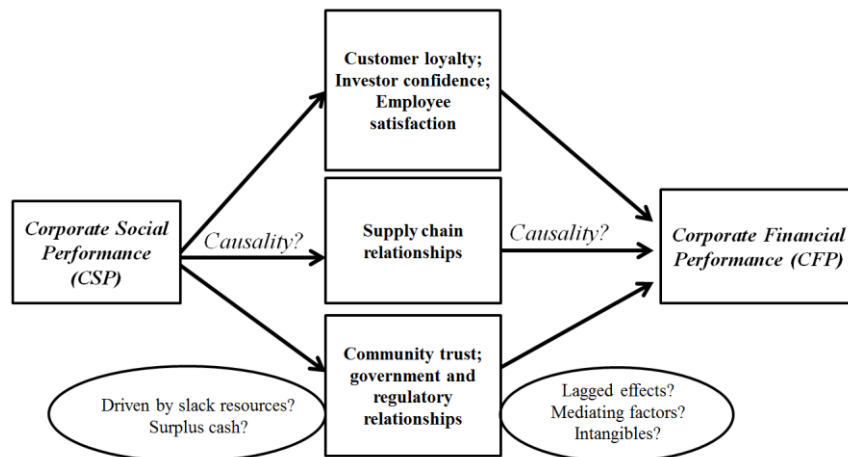 Customer loyalty;
Investor confidence;
Employee
satisfaction
Corporate Social
Performance
(CSP)
Causality?
Supply chain
relationships
Causality?
Corporate Financial
Performance (CFP)
Community trust;
government and
regulatory
relationships
Driven by slack resources?
Surplus cash?
Lagged effects?
Mediating factors?
Intangibles?